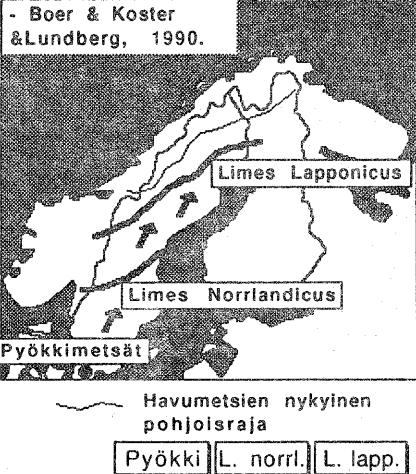 - Boer & Koster
&Lundberg, 1990.
Limes Lapponicus
Limes Norrlandicus
Pyökkimetsät
Havumetsien nykyinen
pohjoisraja
Pyökki L. norrl. L. lapp.